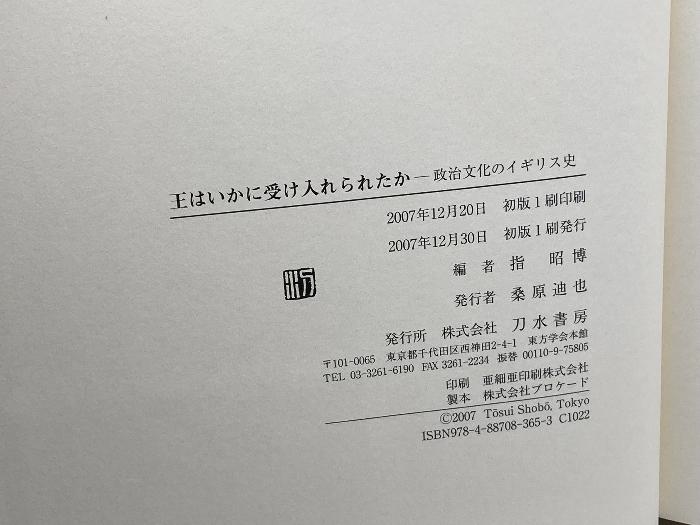 王はいかに受け入れられたか―政治文化のイギリス史
2007年12月20日 初版1刷印刷
2007年12月30日 初版1刷発行
編者 指 昭博
発行者 桑原迪也
発行所 株式会社 刀水書房
〒101-0065 東京都千代田区西神田2-4-1 東方学会本館
TEL 03-3261-6190 FAX 3261-2234 振替 00110-9-75805
印刷 亜細亜印刷株式会社
製本 株式会社ブロケード
©2007 Tōsui Shobō, Tokyo
ISBN978-4-88708-365-3 C1022